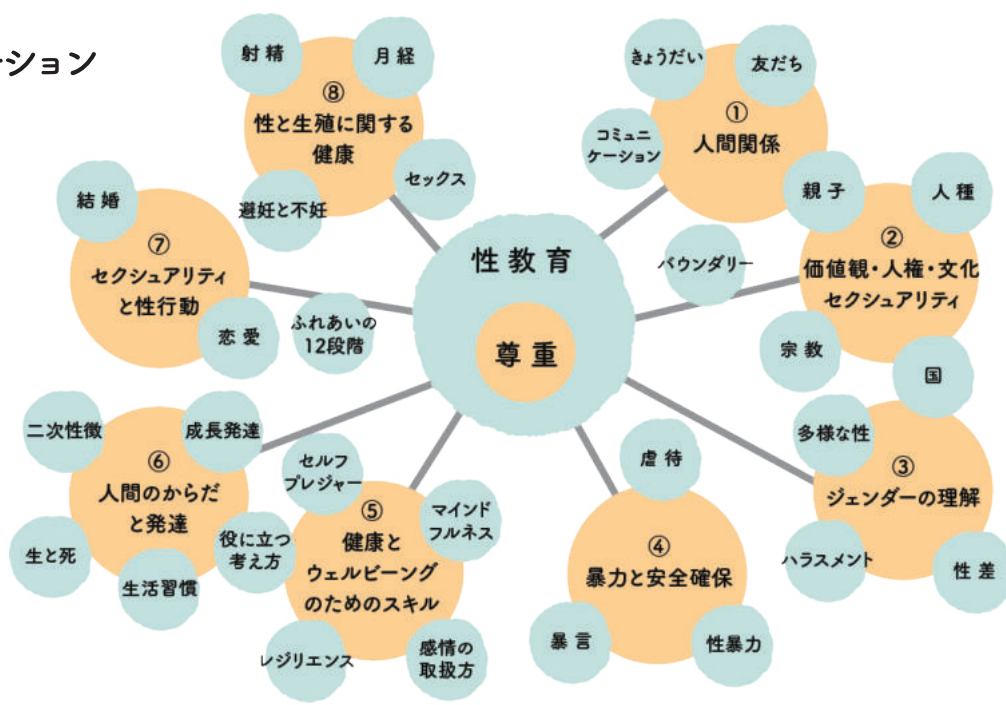 ーション
性教育
尊重
①
人間関係
きょうだい
友だち
コミュニ
ケーション
親子
②
価値観・人権・文化
セクシュアリティ
人種
バウンダリー
宗教
国
③
ジェンダーの理解
多様な性
ハラスメント
性差
④
暴力と安全確保
虐待
暴言
性暴力
⑤
健康と
ウェルビーング
のためのスキル
セルフ
プレジャー
マインド
フルネス
役に立つ
考え方
レジリエンス
感情の
取扱方
⑥
人間のからだ
と発達
二次性徴
成長発達
生と死
生活習慣
⑦
セクシュアリティ
と性行動
結婚
恋愛
ふれあいの
12段階
⑧
性と生殖に関する
健康
射精
月経
避妊と不妊
セックス